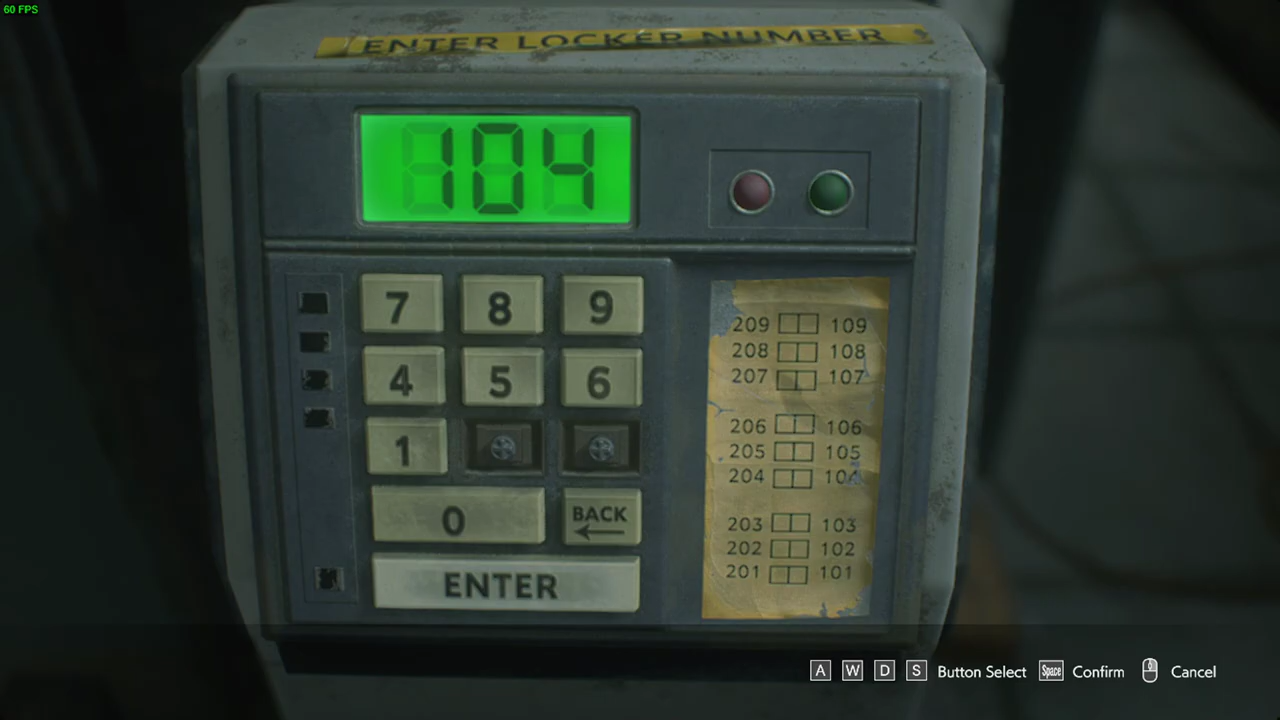 60 FPS
ENTER LOCKER NUMBER
104
7 8 9
4 5 6
1
0 BACK
ENTER
209 109
208 108
207 107
206 106
205 105
204 104
203 103
202 102
201 101
A W D S Button Select Space Confirm Cancel